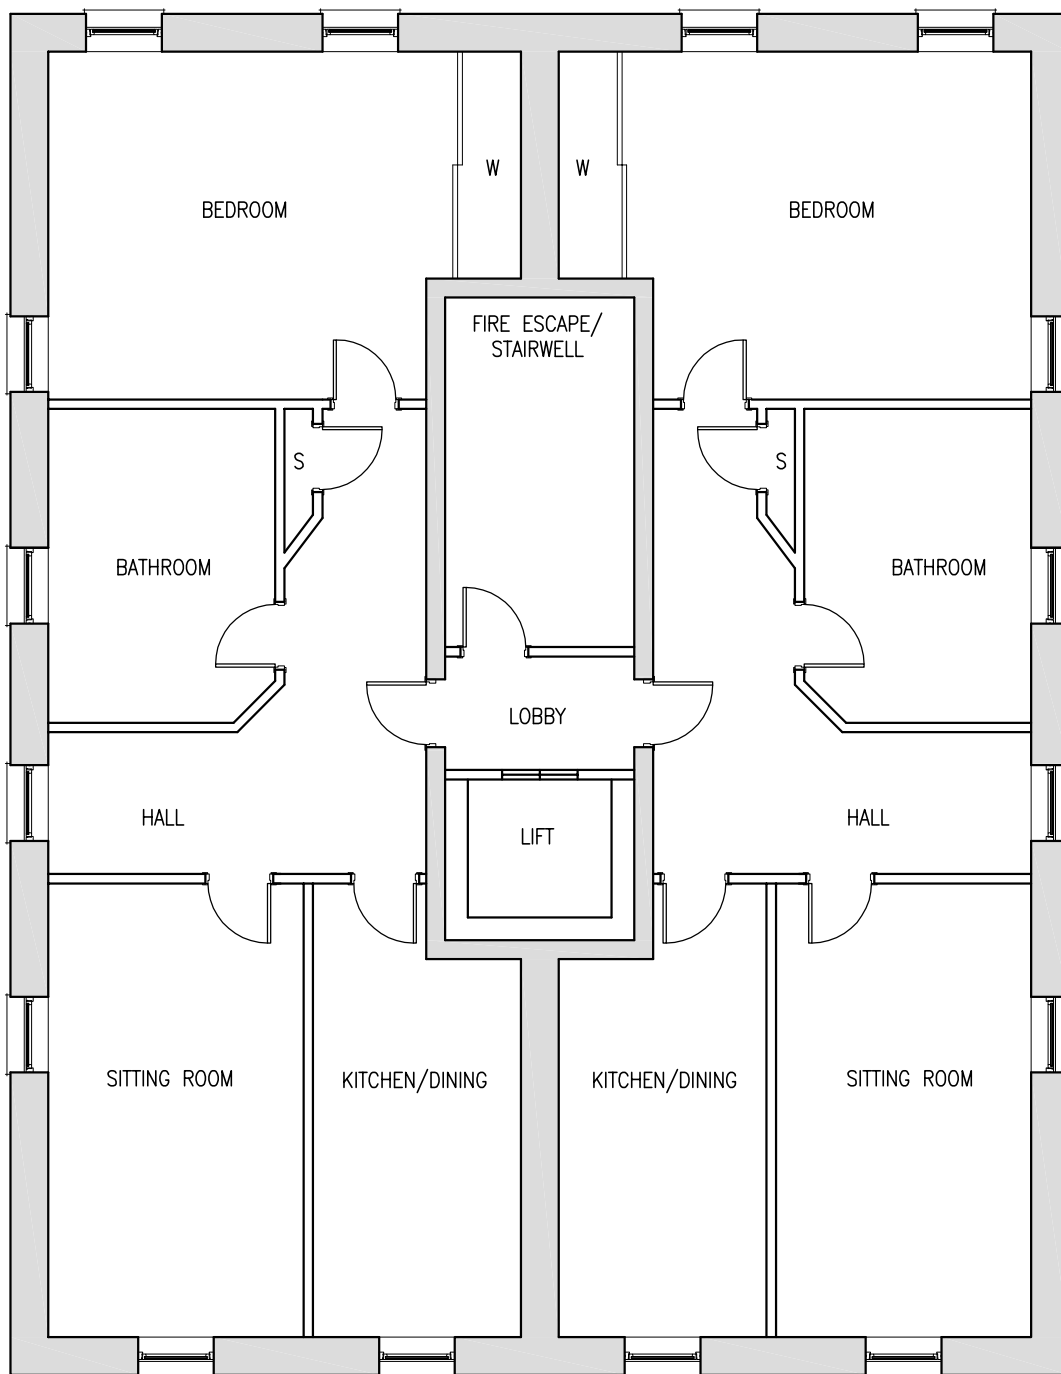 W W
BEDROOM BEDROOM
FIRE ESCAPE/
STAIRWELL
S S
BATHROOM BATHROOM
LOBBY
HALL HALL
LIFT
SITTING ROOM KITCHEN/DINING KITCHEN/DINING SITTING ROOM